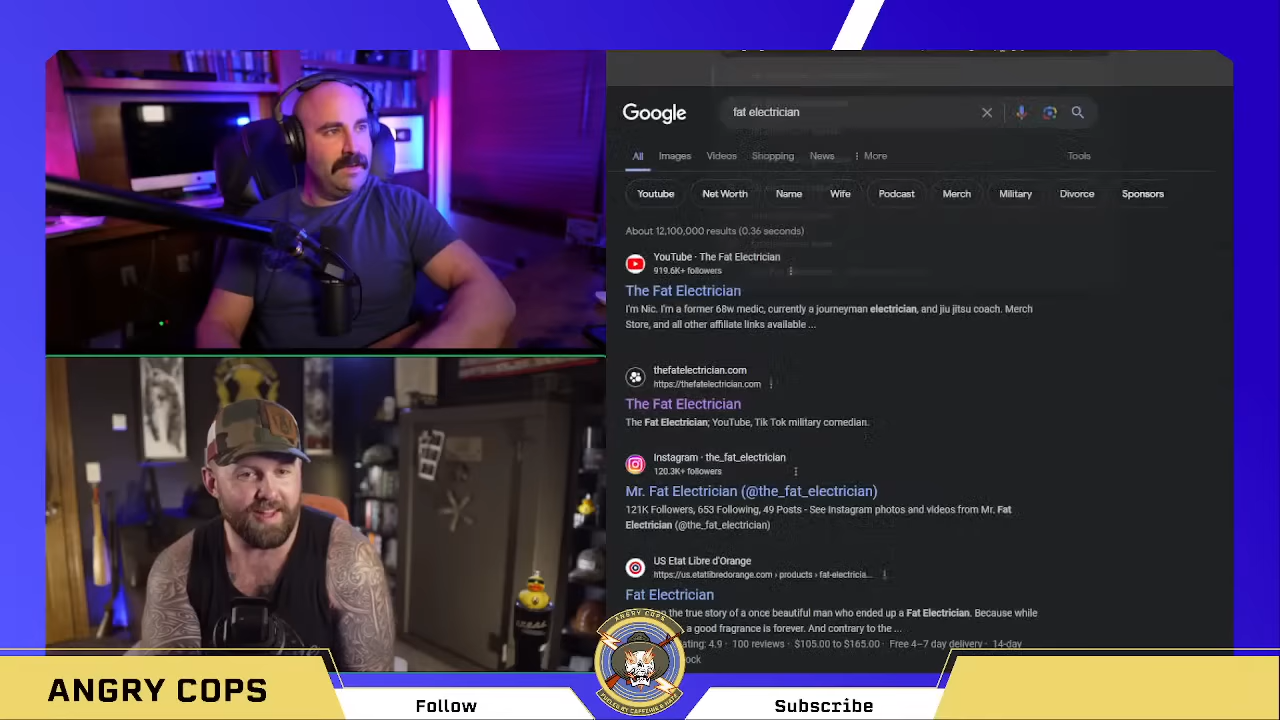 Google
fat electrician
All Images Videos Shopping News More Tools
Youtube Net Worth Name Wife Podcast Merch Military Divorce Sponsors
About 12,100,000 results (0.36 seconds)
YouTube · The Fat Electrician
919.6K+ followers
The Fat Electrician
I'm Nic. I'm a former 68w medic, currently a journeyman electrician, and jiu jitsu coach. Merch
Store, and all other affiliate links available ...
thefatelectrician.com
https://thefatelectrician.com
The Fat Electrician
The Fat Electrician; YouTube, Tik Tok military comedian.
Instagram · the_fat_electrician
120.3K+ followers
Mr. Fat Electrician (@the_fat_electrician)
121K Followers, 653 Following, 49 Posts - See Instagram photos and videos from Mr. Fat
Electrician (@the_fat_electrician)
US Etat Libre d'Orange
https://us.etatlibredorange.com › products › fat-electricia...
Fat Electrician
the true story of a once beautiful man who ended up a Fat Electrician. Because while
a good fragrance is forever. And contrary to the ...
4.9 · 100 reviews · $105.00 to $165.00 · Free 4–7 day delivery · 14-day
ANGRY COPS
FUELED BY CAFFEINE & HATE
ANGRY COPS
Follow
Subscribe